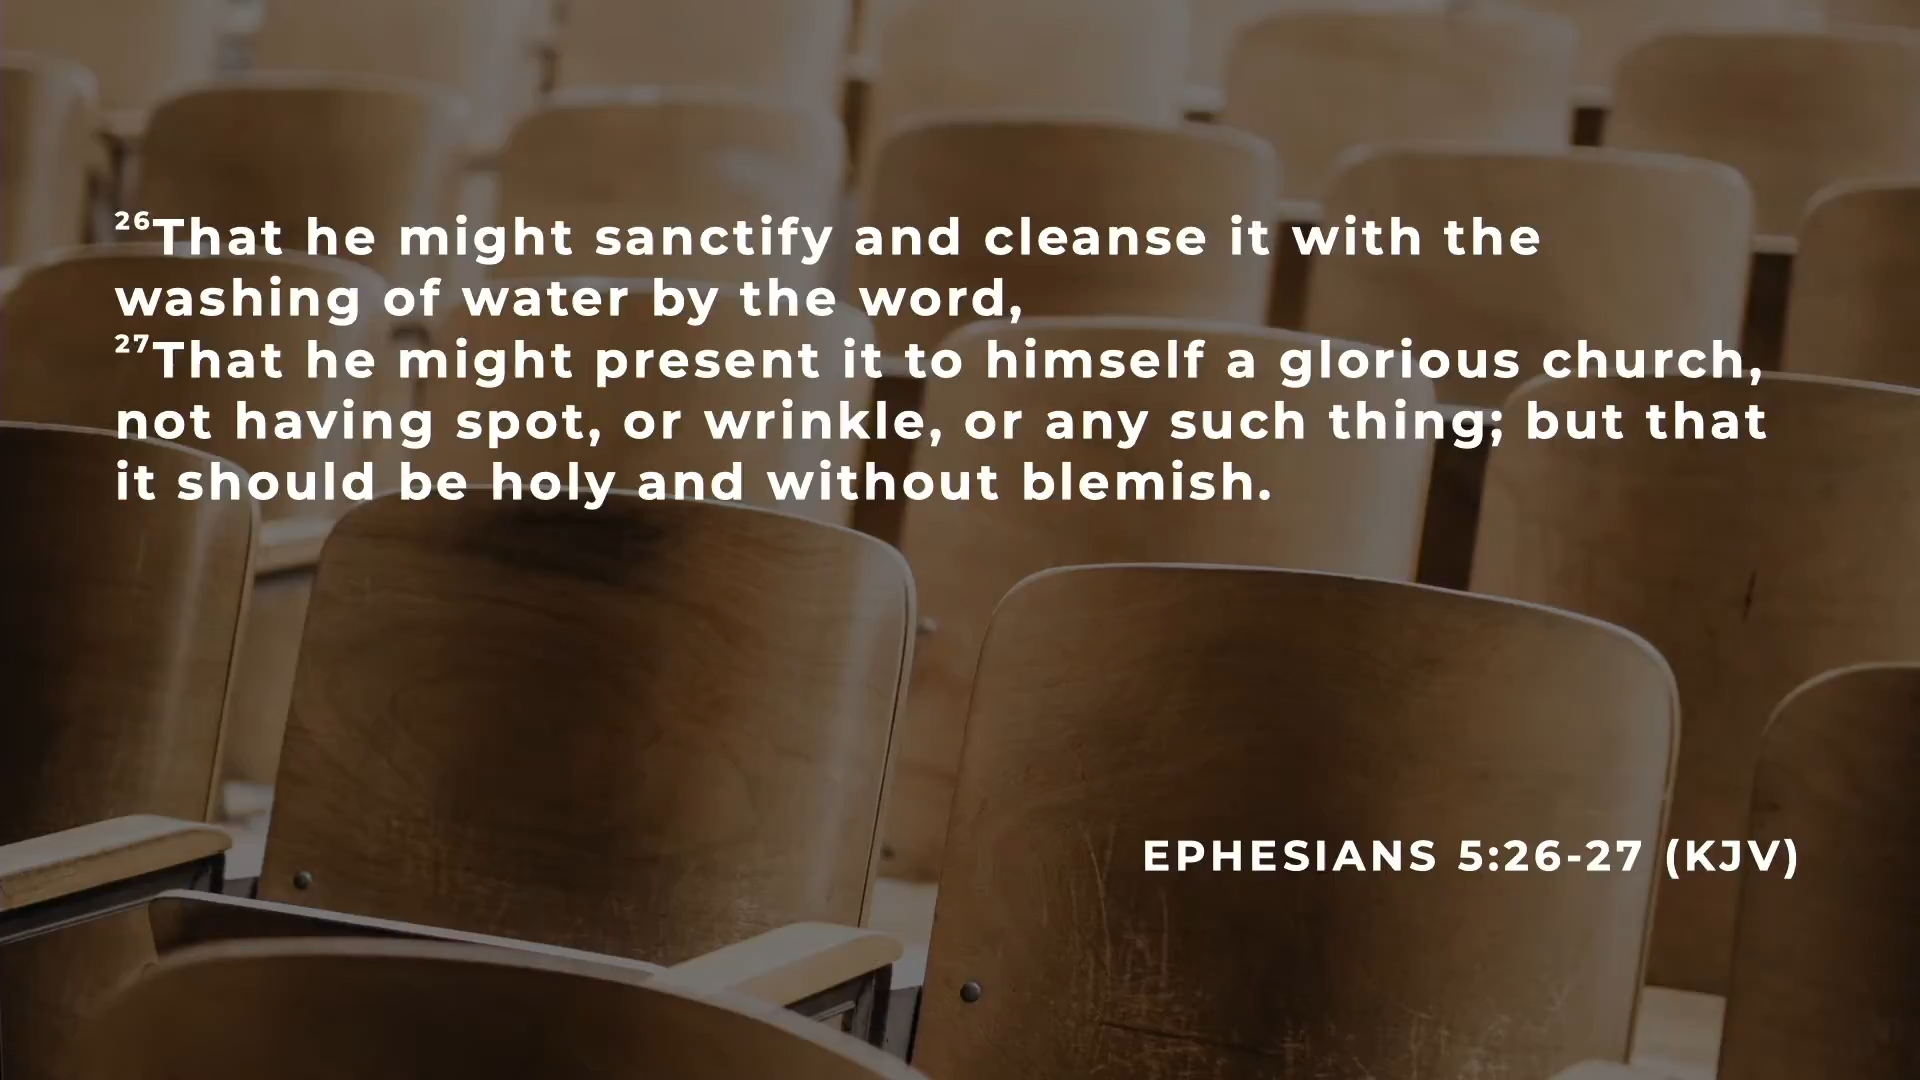 26That he might sanctify and cleanse it with the
washing of water by the word,
27That he might present it to himself a glorious church,
not having spot, or wrinkle, or any such thing; but that
it should be holy and without blemish.
EPHESIANS 5:26-27 (KJV)